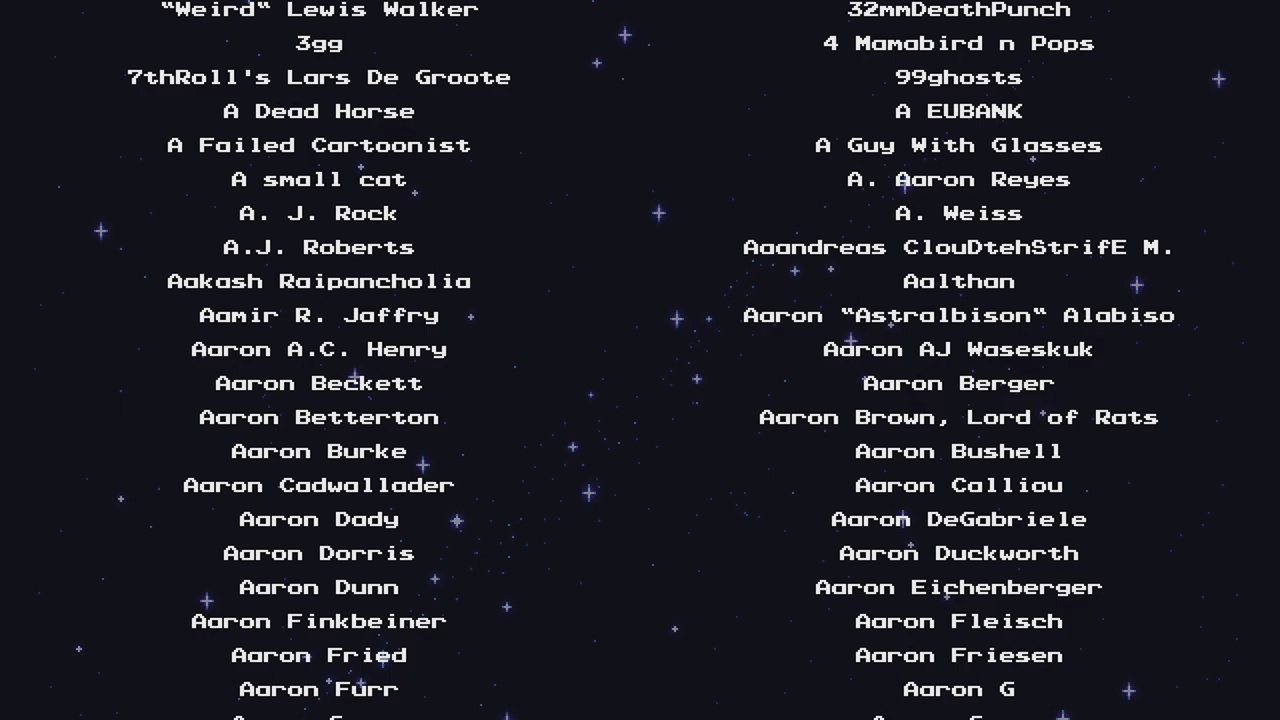 "Weird" Lewis Walker
32mmDeathPunch
3gg
4 Mamabird n Pops
7thRoll's Lars De Groote
99ghosts
A Dead Horse
A EUBANK
A Failed Cartoonist
A Guy With Glasses
A small cat
A. Aaron Reyes
A. J. Rock
A. Weiss
A.J. Roberts
Aaandreas ClouDtehStrifE M.
Aakash Raipancholia
Aalthan
Aamir R. Jaffry
Aaron "Astralbison" Alabiso
Aaron A.C. Henry
Aaron AJ Waseskuk
Aaron Beckett
Aaron Berger
Aaron Betterton
Aaron Brown, Lord of Rats
Aaron Burke
Aaron Bushell
Aaron Cadwallader
Aaron Calliou
Aaron Dady
Aaron DeGabriele
Aaron Dorris
Aaron Duckworth
Aaron Dunn
Aaron Eichenberger
Aaron Finkbeiner
Aaron Fleisch
Aaron Fried
Aaron Friesen
Aaron Furr
Aaron G